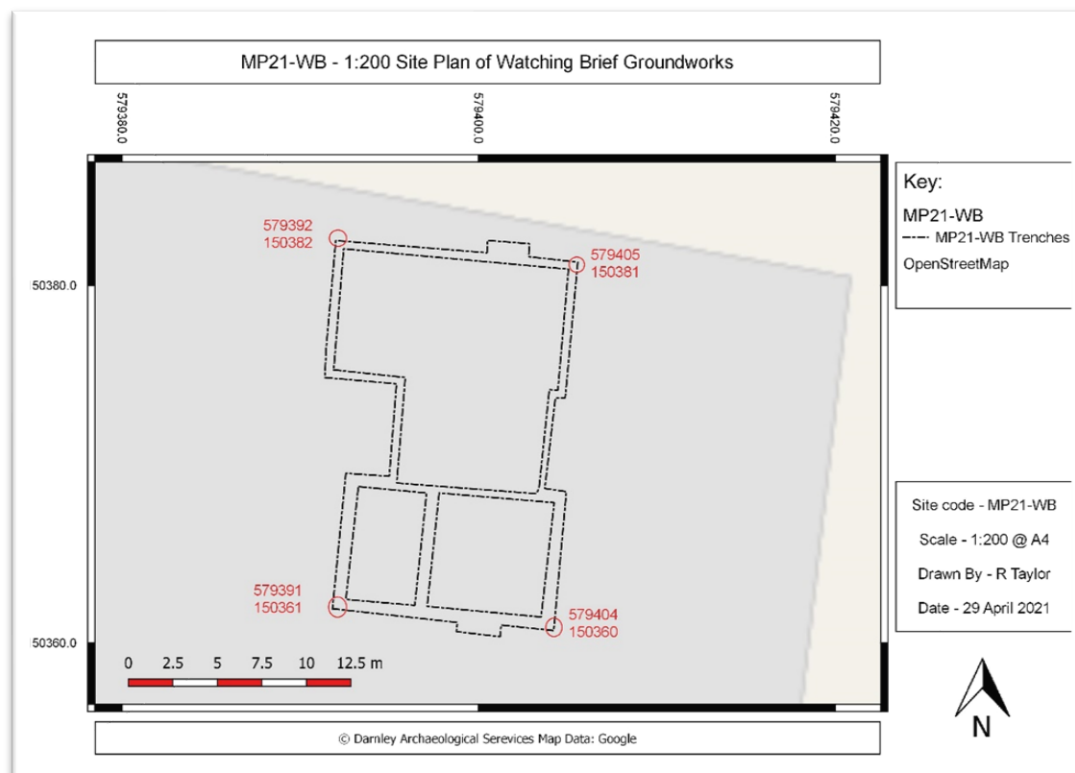 MP21-WB - 1:200 Site Plan of Watching Brief Groundworks
579380.0
579400.0
579420.0
Key:
MP21-WB
MP21-WB Trenches
OpenStreetMap
579392
150382
579405
150381
50380.0
579391
150361
579404
150360
50360.0
0 2.5 5 7.5 10 12.5 m
Site code - MP21-WB
Scale - 1:200 @ A4
Drawn By - R Taylor
Date - 29 April 2021
N
© Darnley Archaeological Serevices Map Data: Google